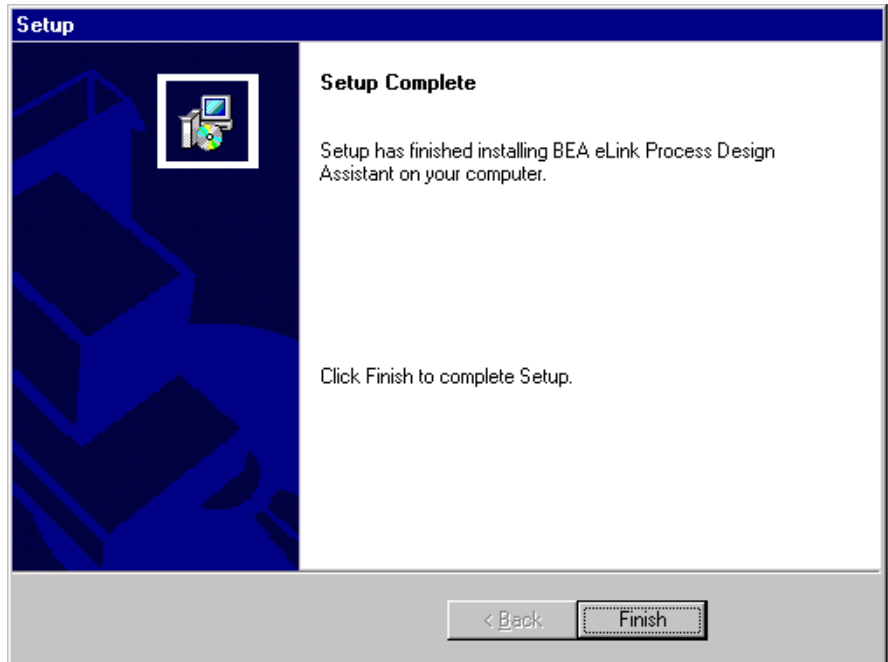 Setup
Setup Complete
Setup has finished installing BEA eLink Process Design
Assistant on your computer.
Click Finish to complete Setup.
< Back
Finish